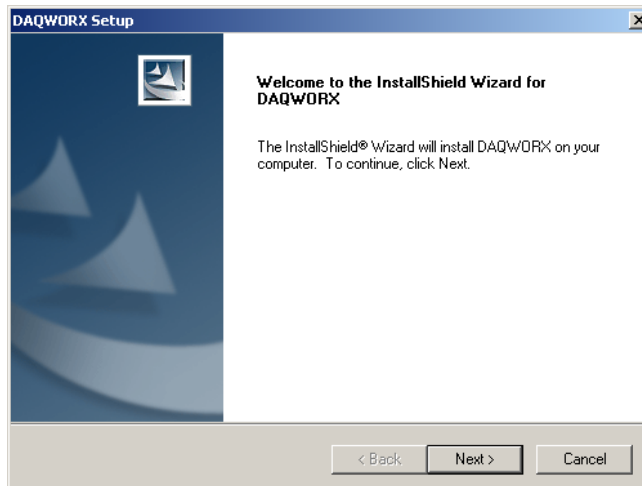 DAQWORX Setup
Welcome to the InstallShield Wizard for
DAQWORX
The InstallShield® Wizard will install DAQWORX on your
computer. To continue, click Next.
< Back
Next >
Cancel